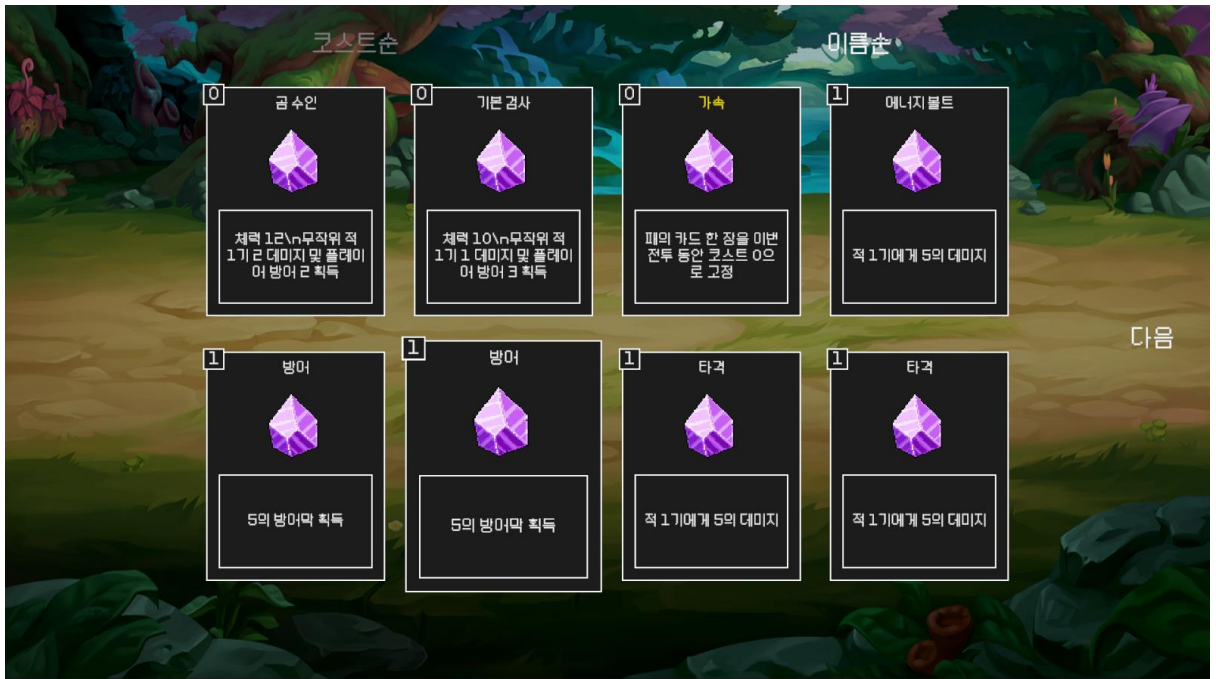 코스트순
이름순
0
곰 수인
체력 12\n무작위 적
1기 2 데미지 및 플레이
어 방어 2 획득
0
기본 검사
체력 10\n무작위 적
1기 1 데미지 및 플레이
어 방어 3 획득
0
가속
패의 카드 한 장을 이번
전투 동안 코스트 0으
로 고정
1
에너지 볼트
적 1기에게 5의 데미지
다음
1
방어
5의 방어막 획득
1
방어
5의 방어막 획득
1
타격
적 1기에게 5의 데미지
1
타격
적 1기에게 5의 데미지